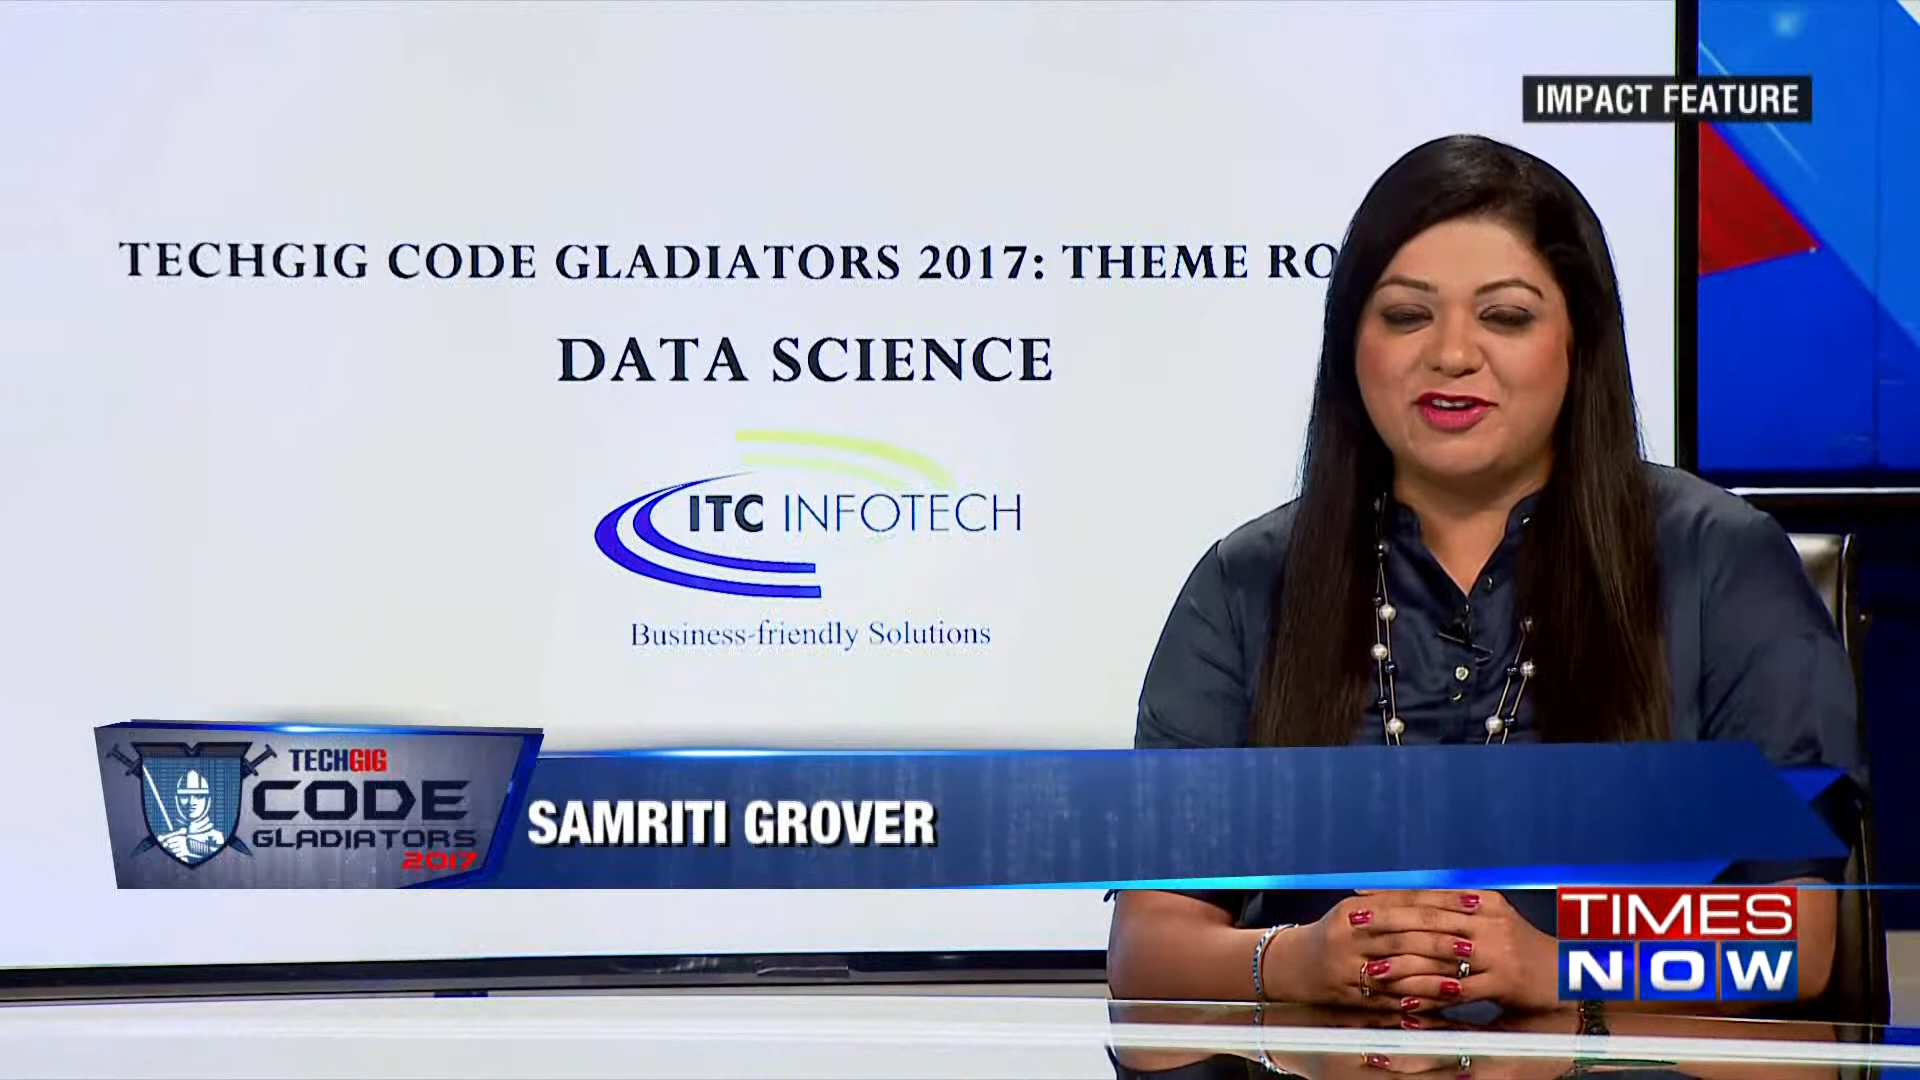 IMPACT FEATURE
TECHGIG CODE GLADIATORS 2017: THEME RO
DATA SCIENCE
ITC INFOTECH
Business-friendly Solutions
TECHGIG
CODE
GLADIATORS
2017
SAMRITI GROVER
TIMES
NOW